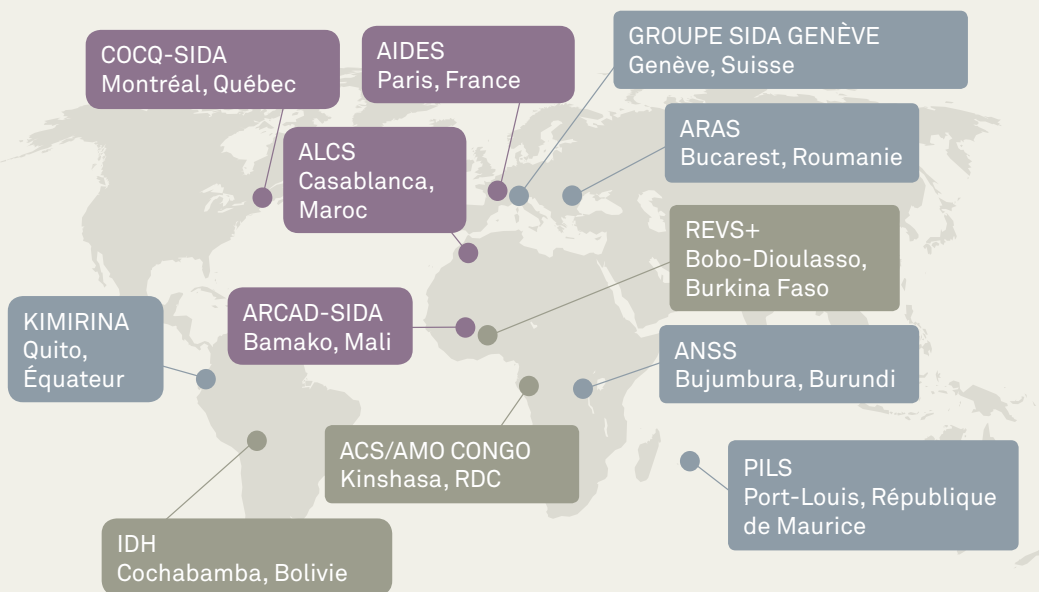 COCQ-SIDA
Montréal, Québec
AIDES
Paris, France
GROUPE SIDA GENÈVE
Genève, Suisse
ARAS
Bucarest, Roumanie
ALCS
Casablanca,
Maroc
REVS+
Bobo-Dioulasso,
Burkina Faso
KIMIRINA
Quito,
Équateur
ARCAD-SIDA
Bamako, Mali
ANSS
Bujumbura, Burundi
ACS/AMO CONGO
Kinshasa, RDC
PILS
Port-Louis, République
de Maurice
IDH
Cochabamba, Bolivie